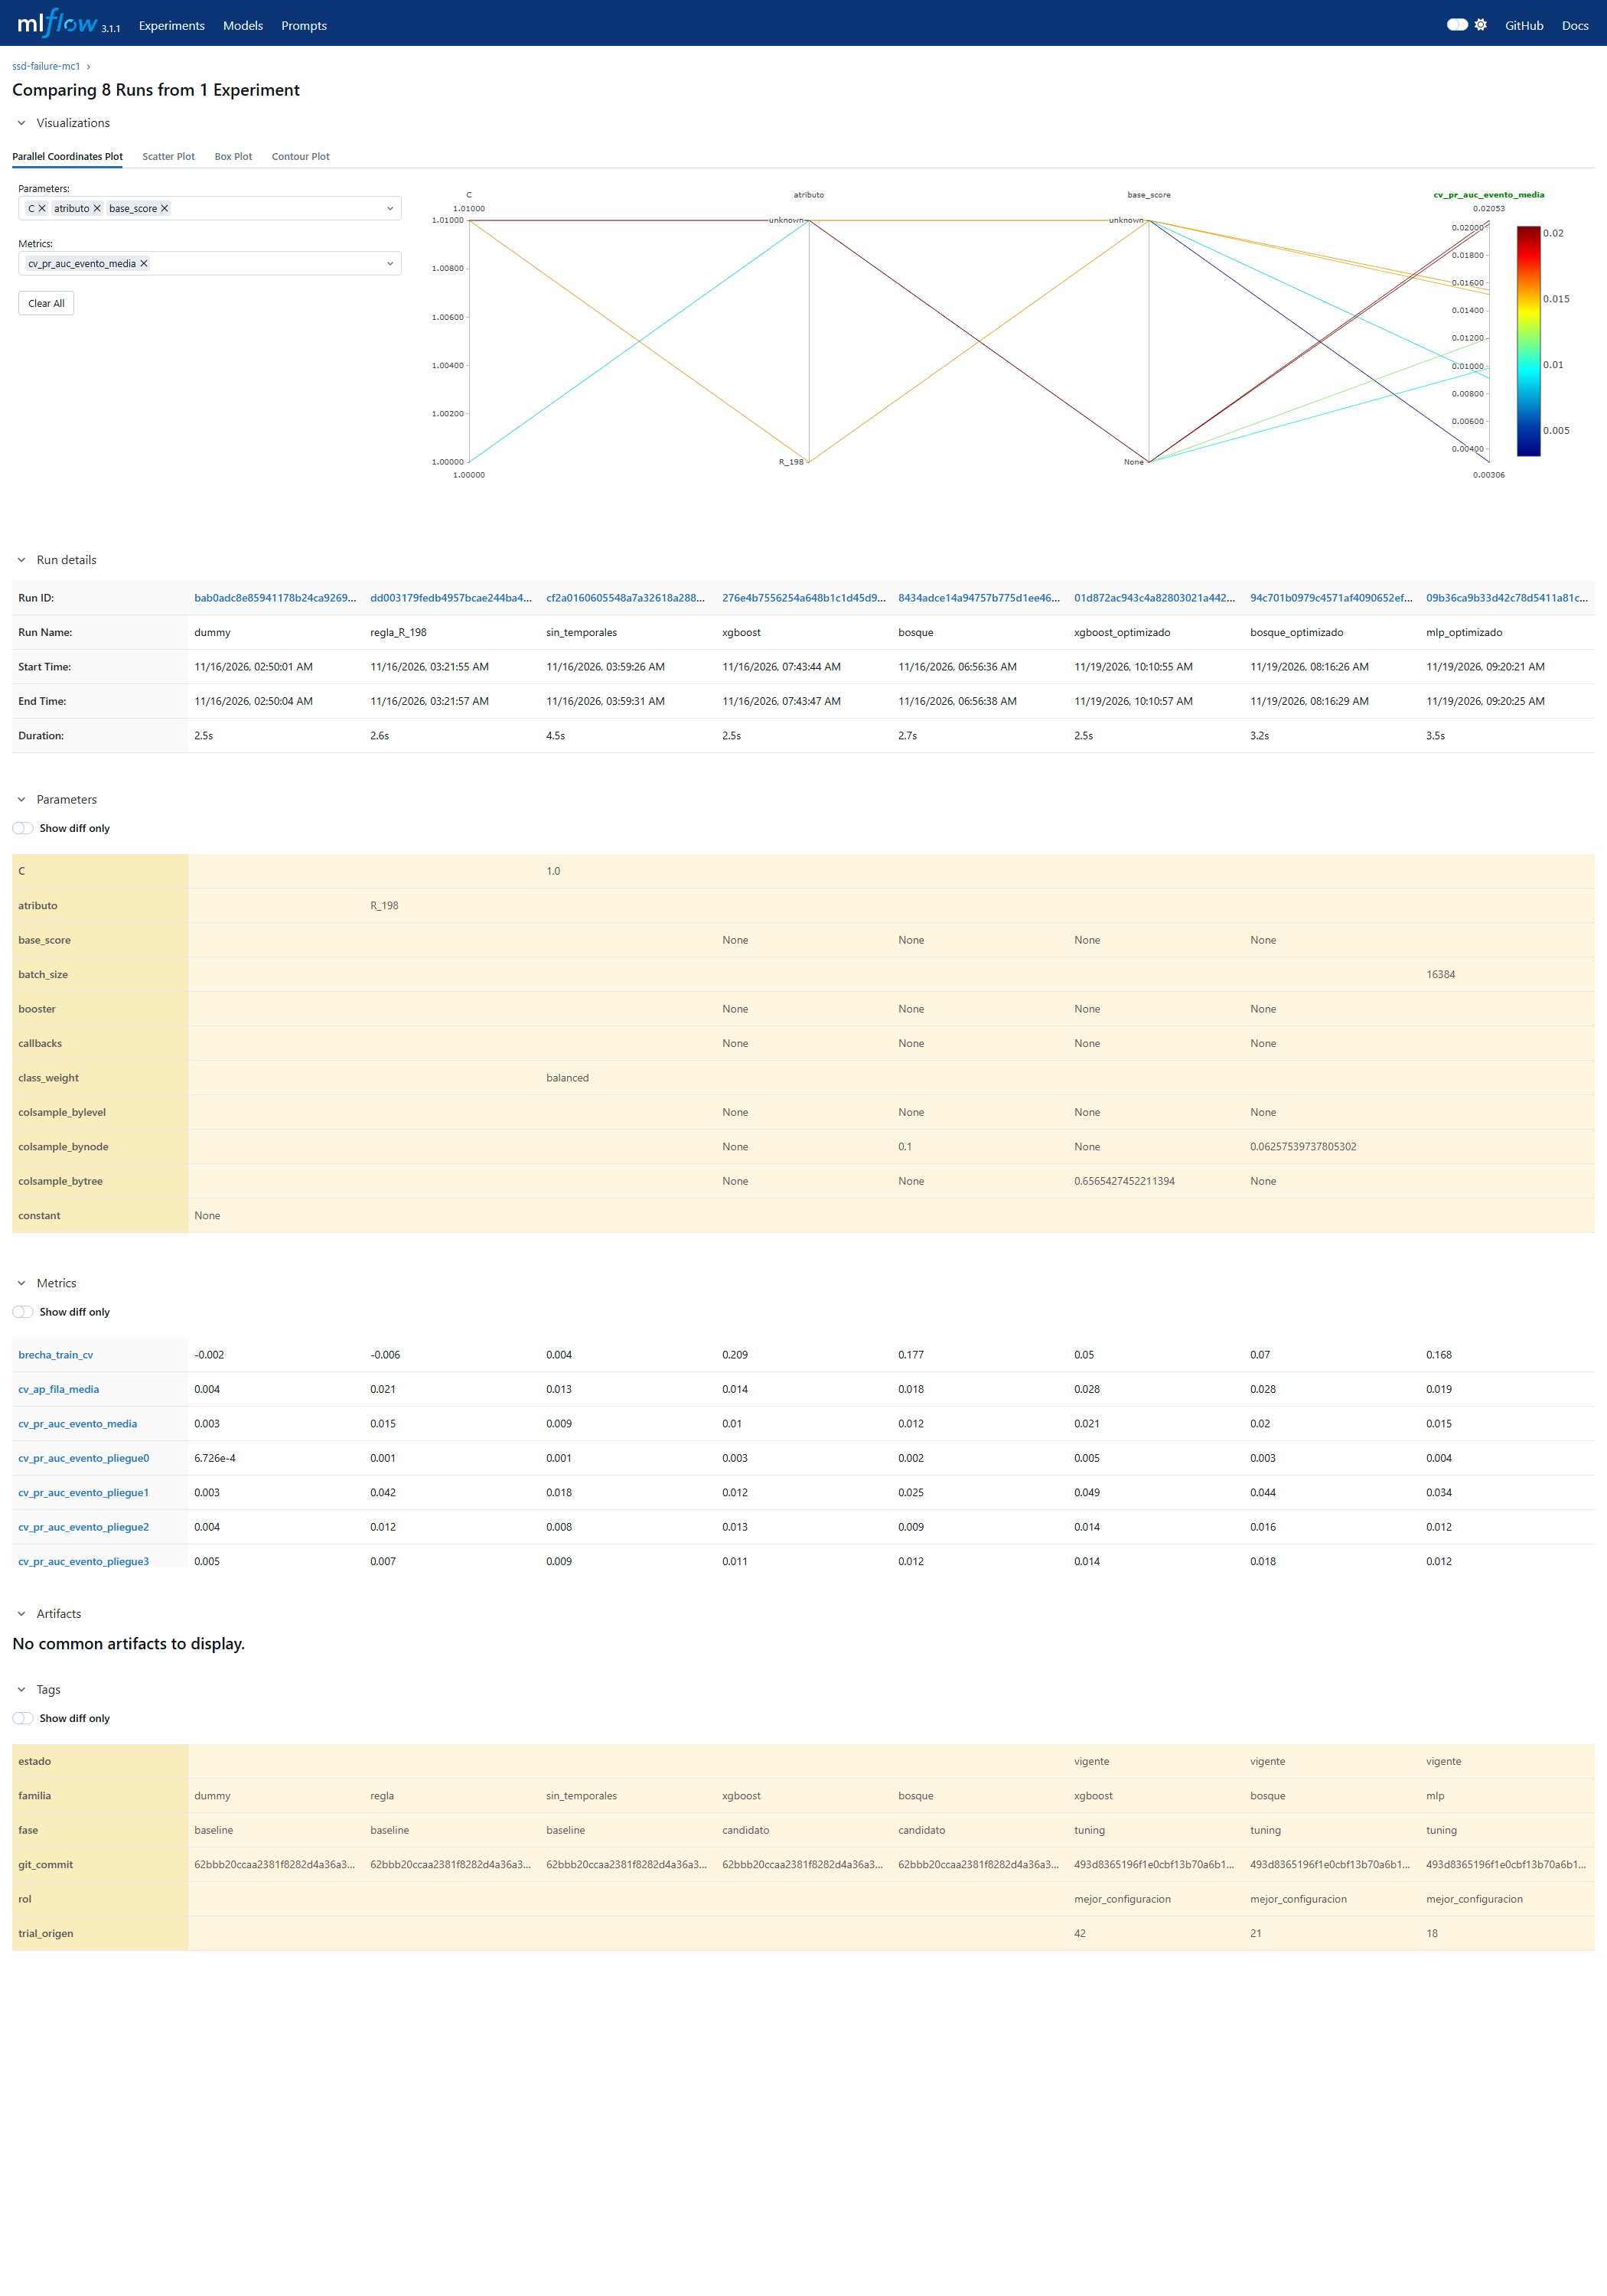 mlflow 3.1.1 Experiments Models Prompts GitHub Docs
ssd-failure-mc1
Comparing 8 Runs from 1 Experiment
Visualizations
Parallel Coordinates Plot Scatter Plot Box Plot Contour Plot
Parameters:
C atributo base_score
Metrics:
cv_pr_auc_evento_media
Clear All
C atributo base_score cv_pr_auc_evento_media
1.01000 0.02053
1.01000 unknown unknown 0.02000 0.02
0.01800
1.00800 0.01600
0.015
1.00600 0.01400
0.01200
1.00400 0.01000 0.01
0.00800
1.00200 0.00600 0.005
0.00400
1.00000 R_198 None
1.00000 0.00306
Run details
Run ID: bab0adc8e85941178b24ca9269... dd003179fedb4957bcae244ba4... cf2a0160605548a7a32618a288... 276e4b7556254a648b1c1d45d9... 8434adce14a94757b775d1ee46... 01d872ac943c4a82803021a442... 94c701b0979c4571af4090652ef... 09b36ca9b33d42c78d5411a81c...
Run Name: dummy regla_R_198 sin_temporales xgboost bosque xgboost_optimizado bosque_optimizado mlp_optimizado
Start Time: 11/16/2026, 02:50:01 AM 11/16/2026, 03:21:55 AM 11/16/2026, 03:59:26 AM 11/16/2026, 07:43:44 AM 11/16/2026, 06:56:36 AM 11/19/2026, 10:10:55 AM 11/19/2026, 08:16:26 AM 11/19/2026, 09:20:21 AM
End Time: 11/16/2026, 02:50:04 AM 11/16/2026, 03:21:57 AM 11/16/2026, 03:59:31 AM 11/16/2026, 07:43:47 AM 11/16/2026, 06:56:38 AM 11/19/2026, 10:10:57 AM 11/19/2026, 08:16:29 AM 11/19/2026, 09:20:25 AM
Duration: 2.5s 2.6s 4.5s 2.5s 2.7s 2.5s 3.2s 3.5s
Parameters
Show diff only
C 1.0
atributo R_198
base_score None None None None
batch_size 16384
booster None None None None
callbacks None None None None
class_weight balanced
colsample_bylevel None None None None
colsample_bynode None 0.1 None 0.06257539737805302
colsample_bytree None None 0.6565427452211394 None
constant None
Metrics
Show diff only
brecha_train_cv -0.002 -0.006 0.004 0.209 0.177 0.05 0.07 0.168
cv_ap_fila_media 0.004 0.021 0.013 0.014 0.018 0.028 0.028 0.019
cv_pr_auc_evento_media 0.003 0.015 0.009 0.01 0.012 0.021 0.02 0.015
cv_pr_auc_evento_pliegue0 6.726e-4 0.001 0.001 0.003 0.002 0.005 0.003 0.004
cv_pr_auc_evento_pliegue1 0.003 0.042 0.018 0.012 0.025 0.049 0.044 0.034
cv_pr_auc_evento_pliegue2 0.004 0.012 0.008 0.013 0.009 0.014 0.016 0.012
cv_pr_auc_evento_pliegue3 0.005 0.007 0.009 0.011 0.012 0.014 0.018 0.012
Artifacts
No common artifacts to display.
Tags
Show diff only
estado vigente vigente vigente
familia dummy regla sin_temporales xgboost bosque xgboost bosque mlp
fase baseline baseline baseline candidato candidato tuning tuning tuning
git_commit 62bbb20ccaa2381f8282d4a36a3... 62bbb20ccaa2381f8282d4a36a3... 62bbb20ccaa2381f8282d4a36a3... 62bbb20ccaa2381f8282d4a36a3... 62bbb20ccaa2381f8282d4a36a3... 493d8365196f1e0cbf13b70a6b1... 493d8365196f1e0cbf13b70a6b1... 493d8365196f1e0cbf13b70a6b1...
rol mejor_configuracion mejor_configuracion mejor_configuracion
trial_origen 42 21 18